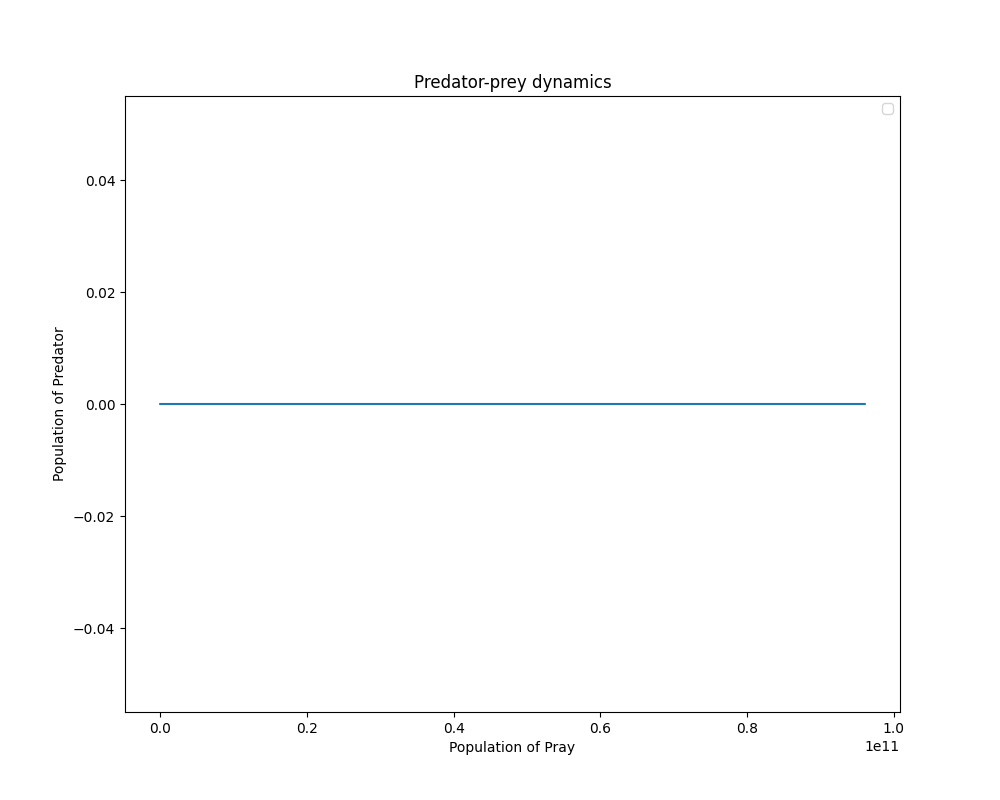 Predator-prey dynamics
0.04
0.02
0.00
−0.02
−0.04
Population of Predator
0.0 0.2 0.4 0.6 0.8 1.0
1e11
Population of Pray